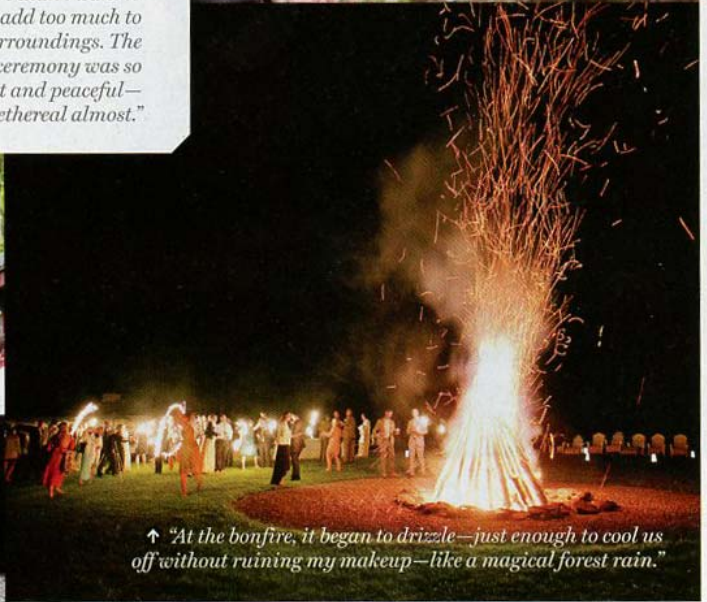 add too much to
rroundings. The
ceremony was so
t and peaceful—
ethereal almost.”
↑ “At the bonfire, it began to drizzle—just enough to cool us
off without ruining my makeup—like a magical forest rain.”